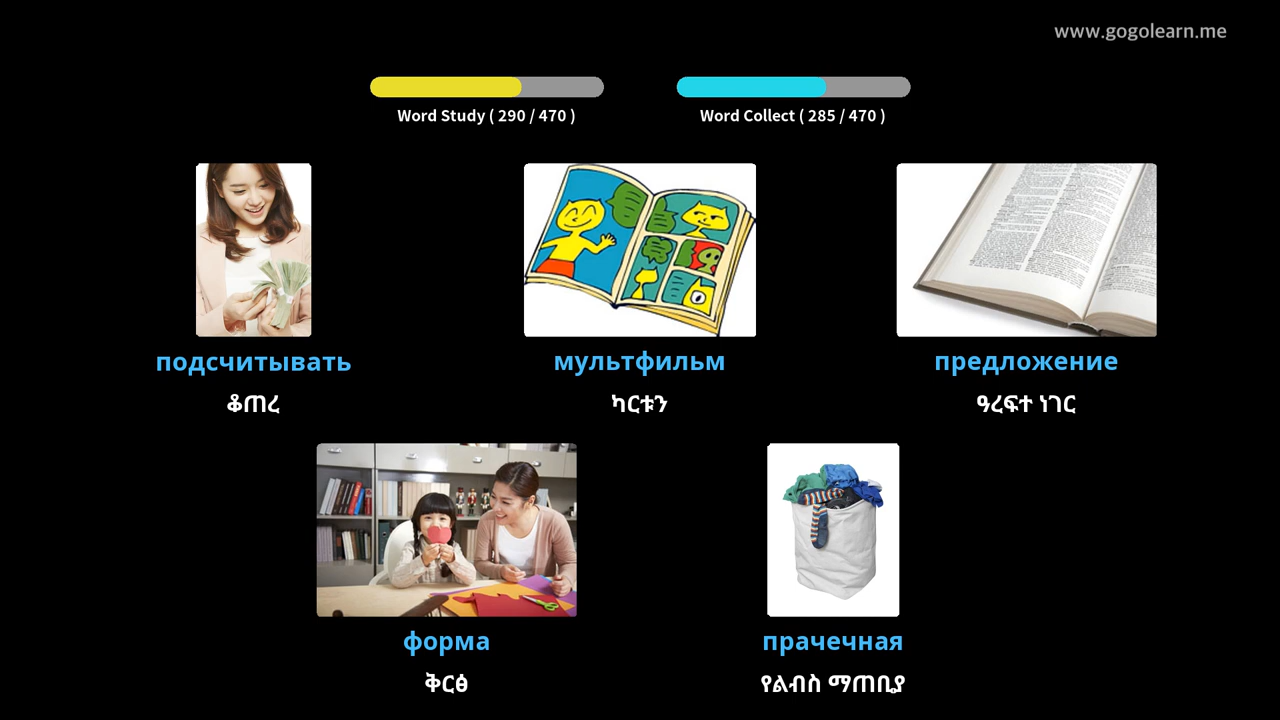 www.gogolearn.me
Word Study ( 290 / 470 )
Word Collect ( 285 / 470 )
подсчитывать
ቆጠረ
мультфильм
ካርቱን
предложение
ዓረፍተ ነገር
форма
ቅርፅ
прачечная
የልብስ ማጠቢያ